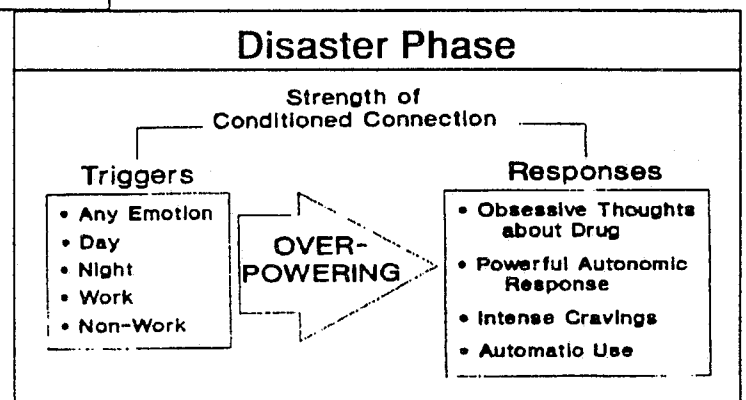 Disaster Phase
Strength of
Conditioned Connection
Triggers
• Any Emotion
• Day
• Night
• Work
• Non-Work
OVER-
POWERING
Responses
• Obsessive Thoughts
about Drug
• Powerful Autonomic
Response
• Intense Cravings
• Automatic Use